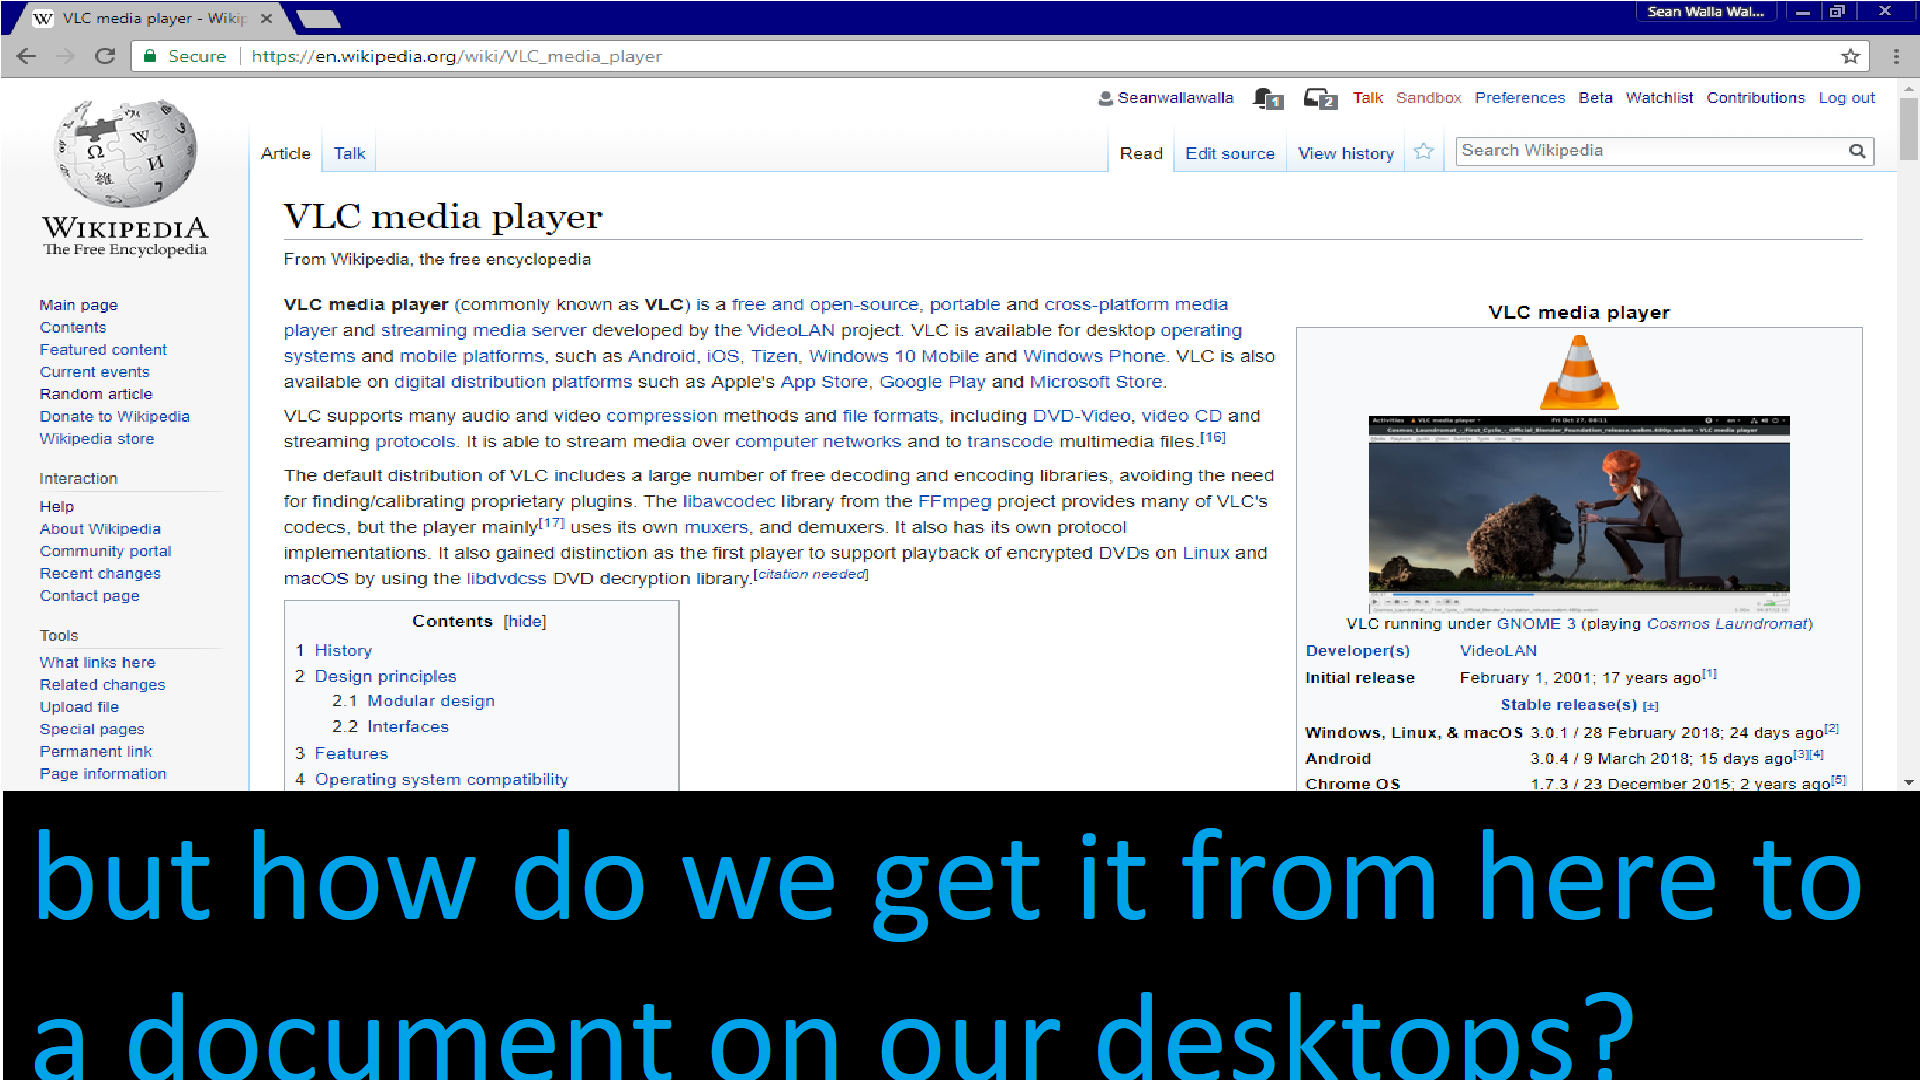 VLC media player - Wikip
Sean Walla Wal...
Secure
https://en.wikipedia.org/wiki/VLC_media_player
Seanwallawalla 1 2 Talk Sandbox Preferences Beta Watchlist Contributions Log out
Article Talk Read Edit source View history Search Wikipedia
WIKIPEDIA
The Free Encyclopedia
Main page
Contents
Featured content
Current events
Random article
Donate to Wikipedia
Wikipedia store
Interaction
Help
About Wikipedia
Community portal
Recent changes
Contact page
Tools
What links here
Related changes
Upload file
Special pages
Permanent link
Page information
VLC media player
From Wikipedia, the free encyclopedia
VLC media player (commonly known as VLC) is a free and open-source, portable and cross-platform media
player and streaming media server developed by the VideoLAN project. VLC is available for desktop operating
systems and mobile platforms, such as Android, iOS, Tizen, Windows 10 Mobile and Windows Phone. VLC is also
available on digital distribution platforms such as Apple's App Store, Google Play and Microsoft Store.
VLC supports many audio and video compression methods and file formats, including DVD-Video, video CD and
streaming protocols. It is able to stream media over computer networks and to transcode multimedia files.[16]
The default distribution of VLC includes a large number of free decoding and encoding libraries, avoiding the need
for finding/calibrating proprietary plugins. The libavcodec library from the FFmpeg project provides many of VLC's
codecs, but the player mainly[17] uses its own muxers, and demuxers. It also has its own protocol
implementations. It also gained distinction as the first player to support playback of encrypted DVDs on Linux and
macOS by using the libdvdcss DVD decryption library.[citation needed]
Contents [hide]
1 History
2 Design principles
2.1 Modular design
2.2 Interfaces
3 Features
4 Operating system compatibility
VLC media player
VLC running under GNOME 3 (playing Cosmos Laundromat)
Developer(s) VideoLAN
Initial release February 1, 2001; 17 years ago[1]
Stable release(s) [±]
Windows, Linux, & macOS 3.0.1 / 28 February 2018; 24 days ago[2]
Android 3.0.4 / 9 March 2018; 15 days ago[3][4]
Chrome OS 1.7.3 / 23 December 2015; 2 years ago[5]
but how do we get it from here to
a document on our desktops?